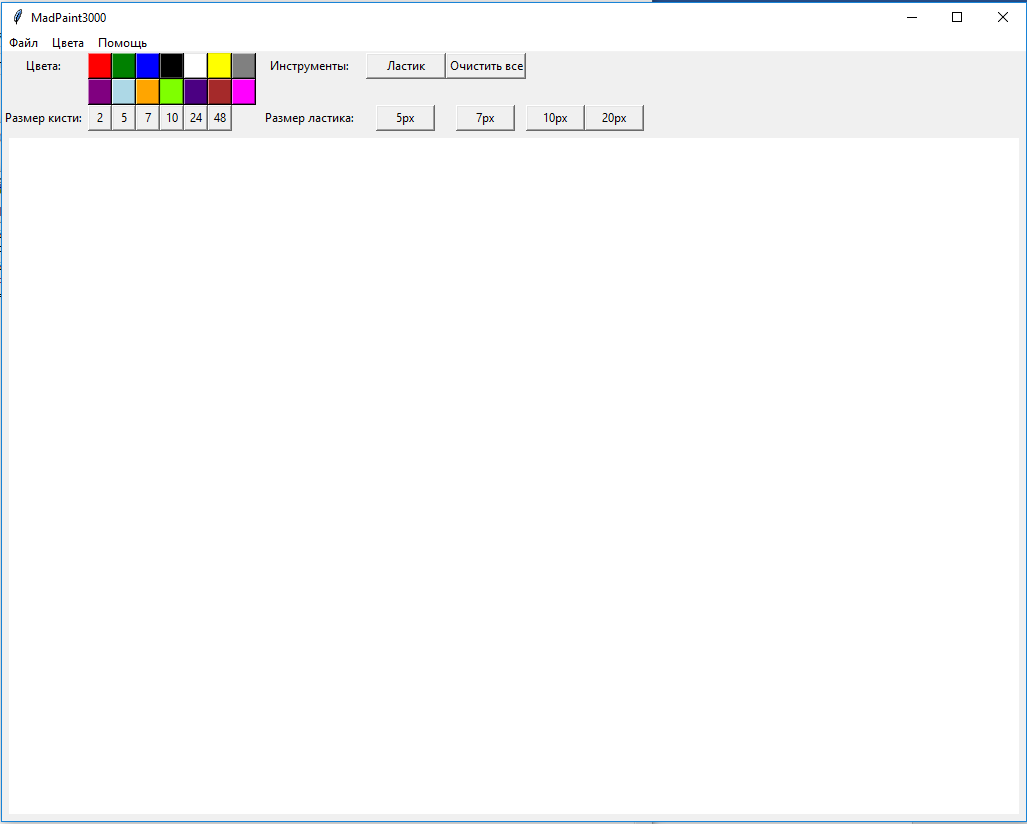 MadPaint3000
Файл Цвета Помощь
Цвета: Инструменты: Ластик Очистить все
Размер кисти: 2 5 7 10 24 48 Размер ластика: 5px 7px 10px 20px